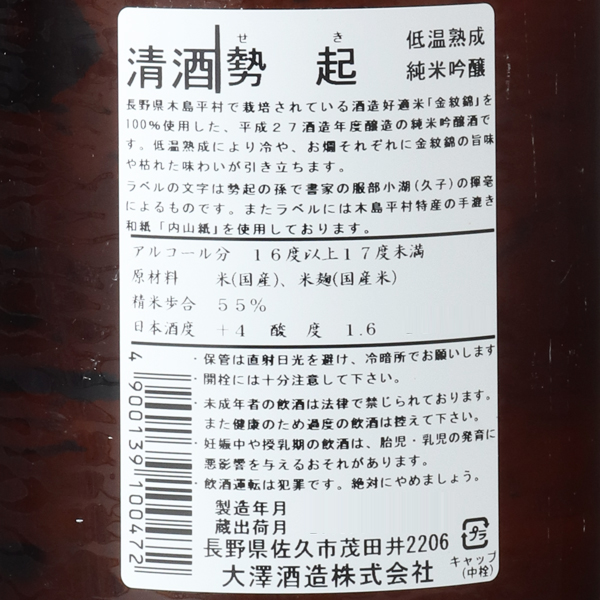 せ き
清酒 勢 起
低温熟成
純米吟醸
長野県木島平村で栽培されている酒造好適米「金紋錦」を
100%使用した、平成27酒造年度醸造の純米吟醸酒で
す。低温熟成により冷や、お燗それぞれに金紋錦の旨味
や枯れた味わいが引き立ちます。
ラベルの文字は勢起の孫で書家の服部小湖(久子)の揮毫
によるものです。またラベルには木島平村特産の手漉き
和紙「内山紙」を使用しております。
アルコール分 16度以上17度未満
原材料 米(国産)、米麹(国産米)
精米歩合 55%
日本酒度 +4 酸 度 1.6
・保管は直射日光を避け、冷暗所でお願いします
・開栓には十分注意して下さい。
・未成年者の飲酒は法律で禁じられております。
また健康のため過度の飲酒は控えて下さい。
・妊娠中や授乳期の飲酒は、胎児・乳児の発育に
悪影響を与えるおそれがあります。
・飲酒運転は犯罪です。絶対にやめましょう。
製造年月
蔵出荷月
長野県佐久市茂田井2206
大澤酒造株式会社
プラ
キャップ
(中栓)
4900139100472